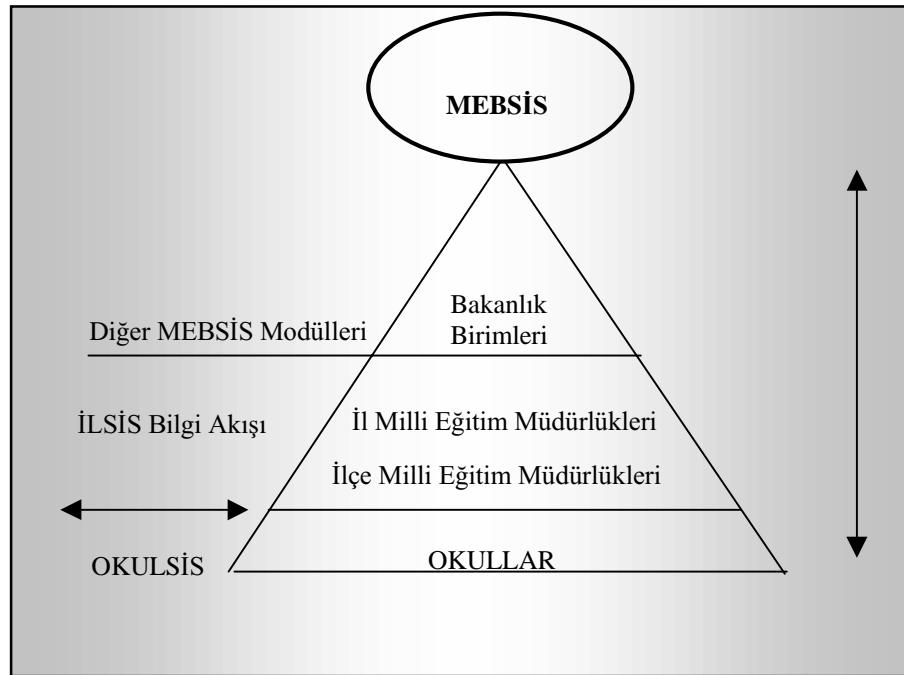 MEBSİS
Bakanlık
Birimleri
Diğer MEBSİS Modülleri
İLSİS Bilgi Akışı
İl Milli Eğitim Müdürlükleri
İlçe Milli Eğitim Müdürlükleri
OKULSİS
OKULLAR